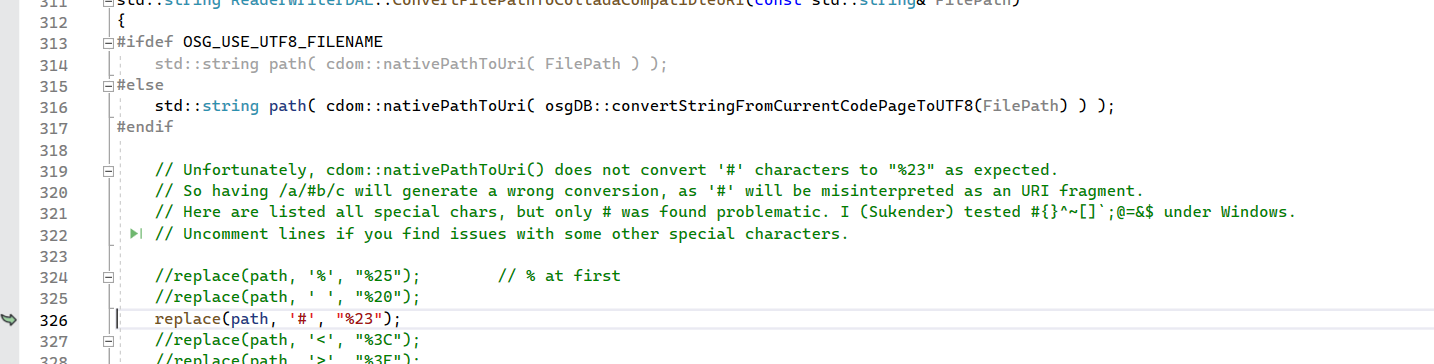 311 std::string ReaderWriterDAE::ConvertFilePathToColladaCompatibleURI(const std::string& FilePath)
312 {
313 #ifdef OSG_USE_UTF8_FILENAME
314 std::string path( cdom::nativePathToUri( FilePath ) );
315 #else
316 std::string path( cdom::nativePathToUri( osgDB::convertStringFromCurrentCodePageToUTF8(FilePath) ) );
317 #endif
318
319 // Unfortunately, cdom::nativePathToUri() does not convert '#' characters to "%23" as expected.
320 // So having /a/#b/c will generate a wrong conversion, as '#' will be misinterpreted as an URI fragment.
321 // Here are listed all special chars, but only # was found problematic. I (Sukender) tested #{}^~[]`;@=&$ under Windows.
322 // Uncomment lines if you find issues with some other special characters.
323
324 //replace(path, '%', "%25"); // % at first
325 //replace(path, ' ', "%20");
326 replace(path, '#', "%23");
327 //replace(path, '<', "%3C");
328 //replace(path, '>', "%3E");